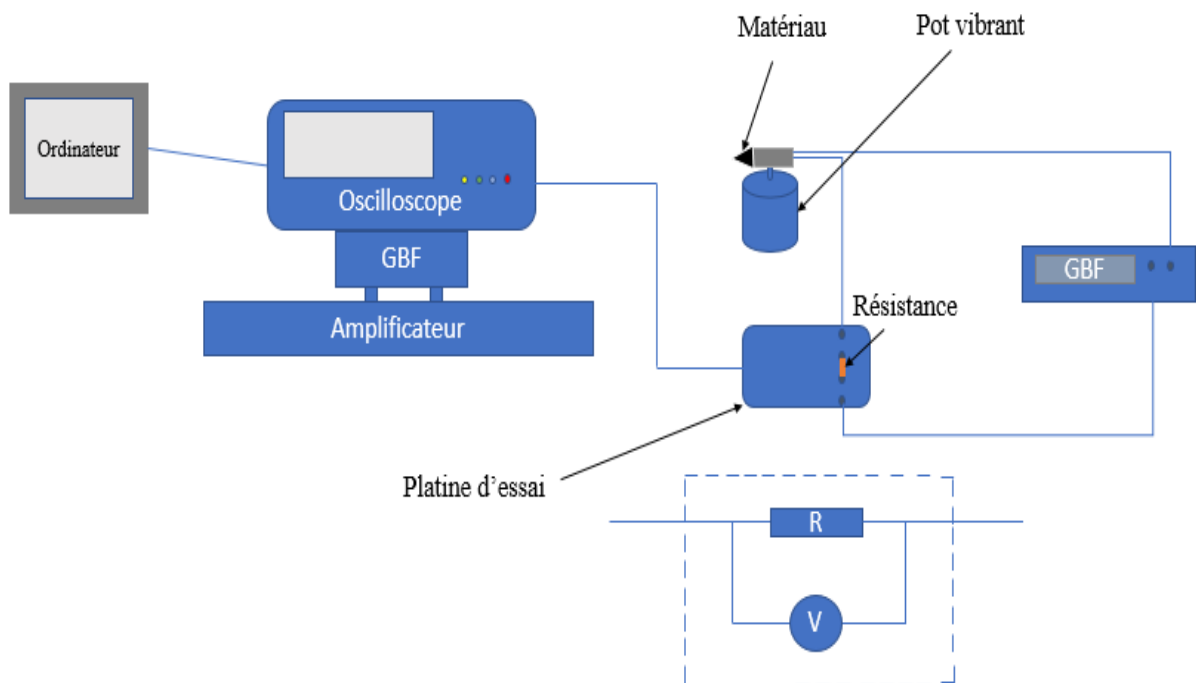 Matériau
Pot vibrant
Ordinateur
Oscilloscope
GBF
GBF
Résistance
Amplificateur
Platine d'essai
R
V